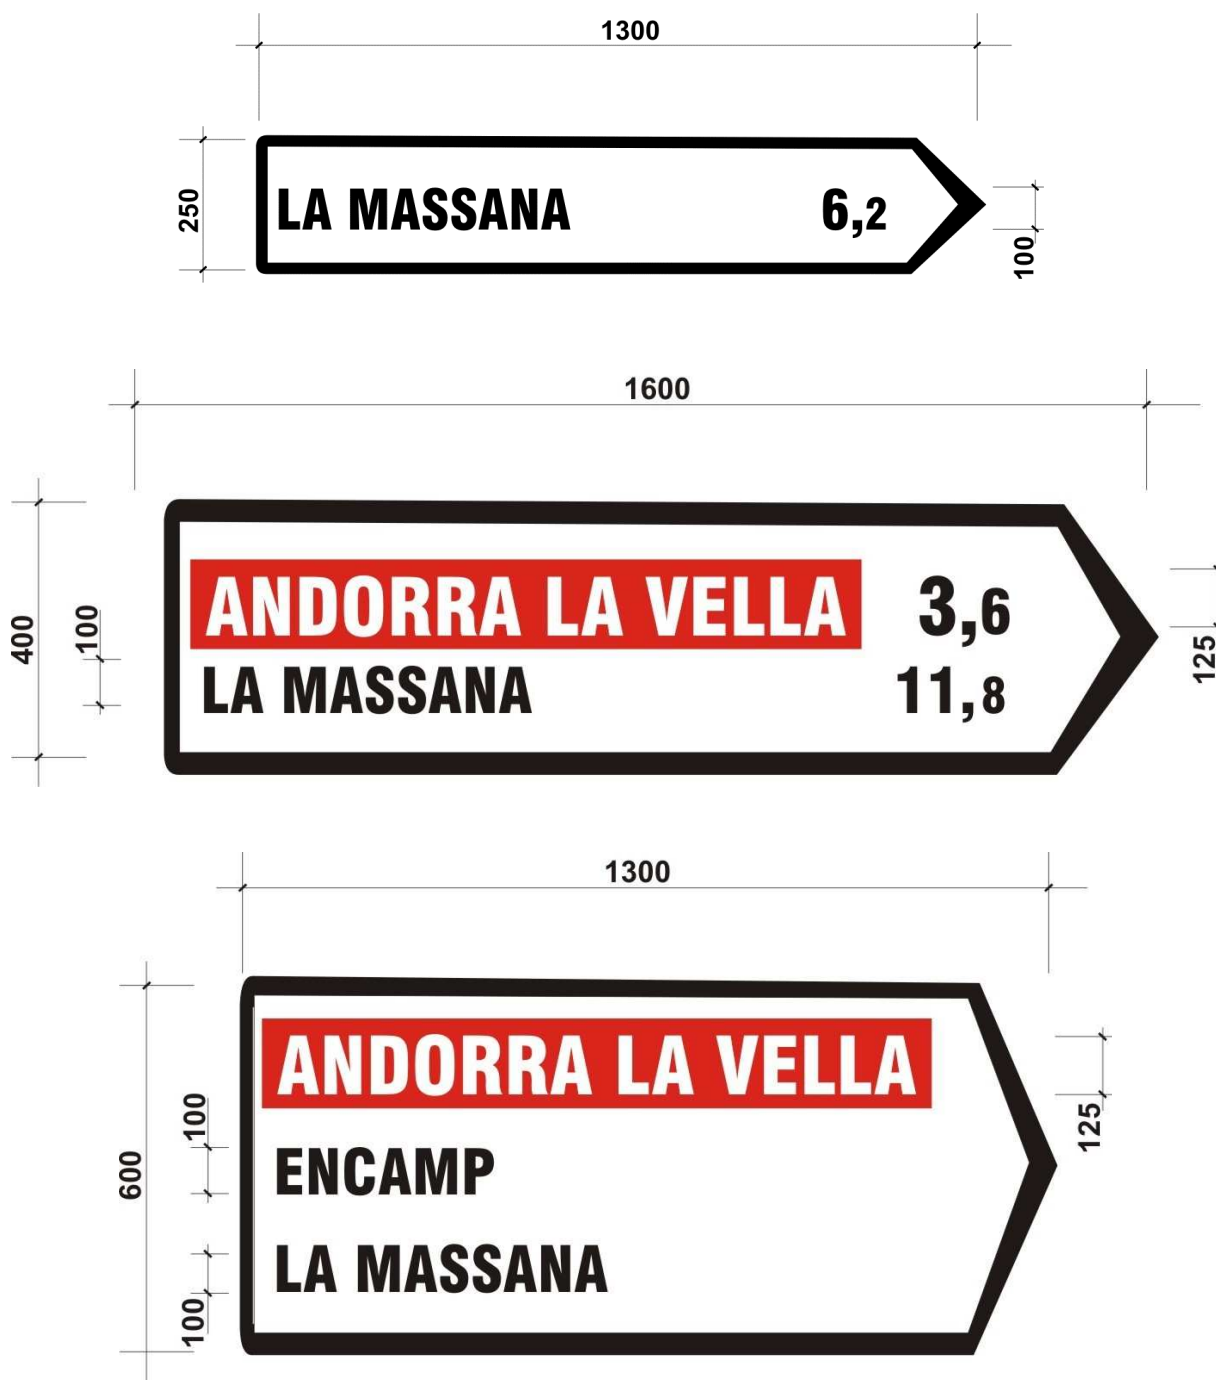 1300
250
LA MASSANA 6,2
100
1600
400
100
ANDORRA LA VELLA 3,6
LA MASSANA 11,8
125
1300
600
ANDORRA LA VELLA
125
100
ENCAMP
LA MASSANA
100